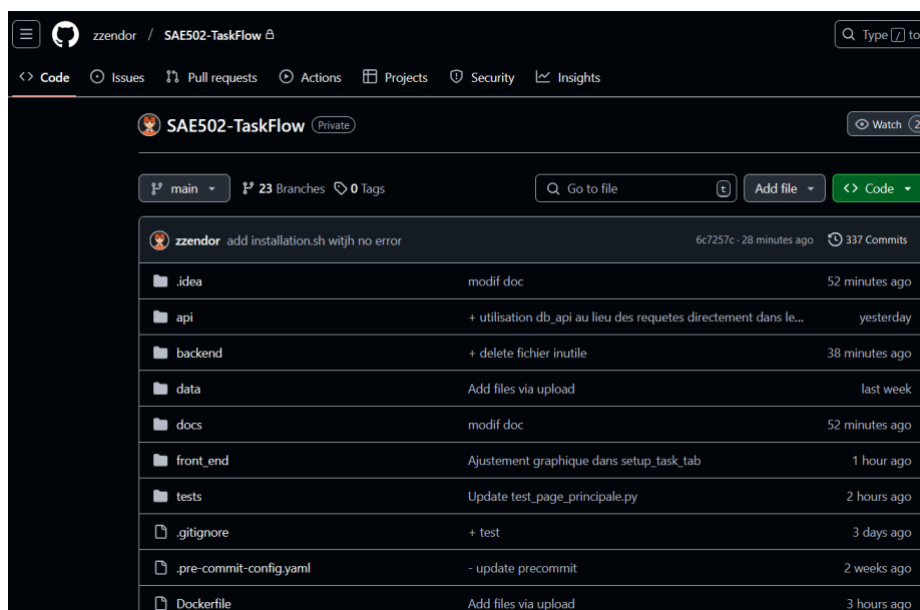 zzendor / SAE502-TaskFlow
Type / to
Code Issues Pull requests Actions Projects Security Insights
SAE502-TaskFlow Private
Watch 2
main 23 Branches 0 Tags Go to file t Add file Code
zzendor add installation.sh witjh no error 6c7257c · 28 minutes ago 337 Commits
.idea modif doc 52 minutes ago
api + utilisation db_api au lieu des requetes directement dans le... yesterday
backend + delete fichier inutile 38 minutes ago
data Add files via upload last week
docs modif doc 52 minutes ago
front_end Ajustement graphique dans setup_task_tab 1 hour ago
tests Update test_page_principale.py 2 hours ago
.gitignore + test 3 days ago
.pre-commit-config.yaml - update precommit 2 weeks ago
Dockerfile Add files via upload 3 hours ago